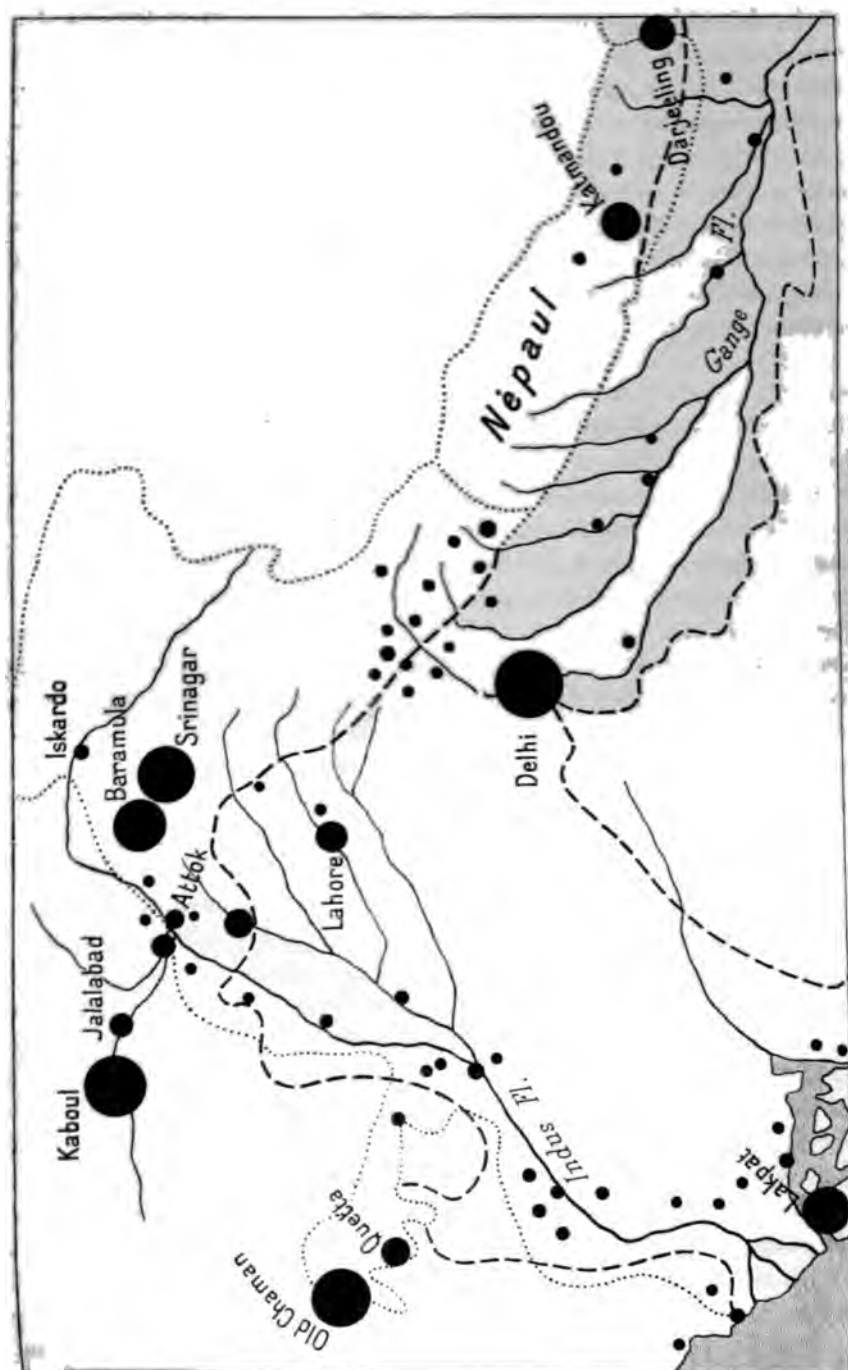 Iskardo
Baramula
Srinagar
Attok
Jalalabad
Kaboul
Lahore
Old Chaman
Quetta
Indus Fl.
Lakpat
Delhi
Népaul
Katmandou
Darjeeling
Gange Fl.